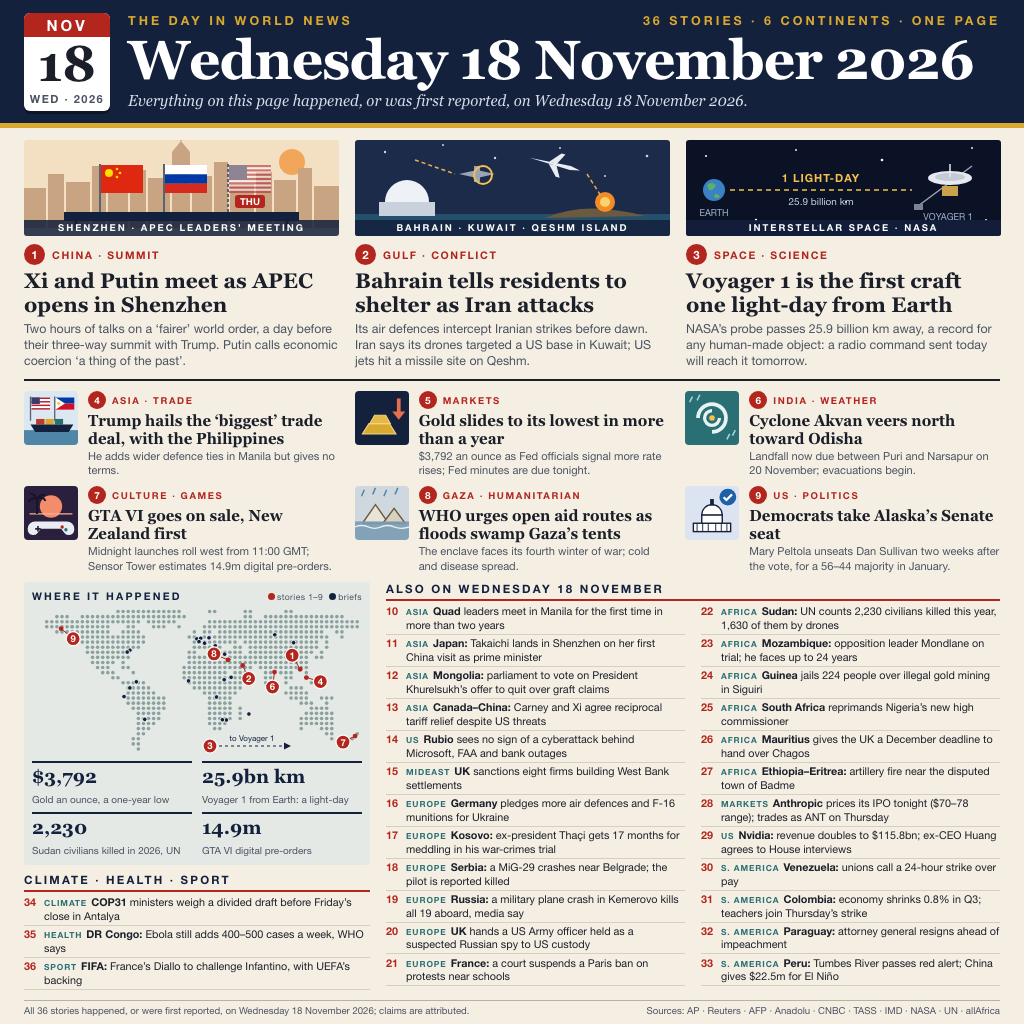 NOV
18
WED · 2026
THE DAY IN WORLD NEWS
36 STORIES · 6 CONTINENTS · ONE PAGE
Wednesday 18 November 2026
Everything on this page happened, or was first reported, on Wednesday 18 November 2026.
THU
SHENZHEN · APEC LEADERS' MEETING
1 CHINA · SUMMIT
Xi and Putin meet as APEC
opens in Shenzhen
Two hours of talks on a ‘fairer’ world order, a day before
their three-way summit with Trump. Putin calls economic
coercion ‘a thing of the past’.
BAHRAIN · KUWAIT · QESHM ISLAND
2 GULF · CONFLICT
Bahrain tells residents to
shelter as Iran attacks
Its air defences intercept Iranian strikes before dawn.
Iran says its drones targeted a US base in Kuwait; US
jets hit a missile site on Qeshm.
1 LIGHT-DAY
25.9 billion km
EARTH
VOYAGER 1
INTERSTELLAR SPACE · NASA
3 SPACE · SCIENCE
Voyager 1 is the first craft
one light-day from Earth
NASA’s probe passes 25.9 billion km away, a record for
any human-made object: a radio command sent today
will reach it tomorrow.
4 ASIA · TRADE
Trump hails the ‘biggest’ trade
deal, with the Philippines
He adds wider defence ties in Manila but gives no
terms.
5 MARKETS
Gold slides to its lowest in more
than a year
$3,792 an ounce as Fed officials signal more rate
rises; Fed minutes are due tonight.
6 INDIA · WEATHER
Cyclone Akvan veers north
toward Odisha
Landfall now due between Puri and Narsapur on
20 November; evacuations begin.
7 CULTURE · GAMES
GTA VI goes on sale, New
Zealand first
Midnight launches roll west from 11:00 GMT;
Sensor Tower estimates 14.9m digital pre-orders.
8 GAZA · HUMANITARIAN
WHO urges open aid routes as
floods swamp Gaza’s tents
The enclave faces its fourth winter of war; cold
and disease spread.
9 US · POLITICS
Democrats take Alaska’s Senate
seat
Mary Peltola unseats Dan Sullivan two weeks after
the vote, for a 56–44 majority in January.
WHERE IT HAPPENED
stories 1–9 briefs
9
8
1
2
6
4
3
to Voyager 1
7
$3,792
Gold an ounce, a one-year low
25.9bn km
Voyager 1 from Earth: a light-day
2,230
Sudan civilians killed in 2026, UN
14.9m
GTA VI digital pre-orders
CLIMATE · HEALTH · SPORT
34 CLIMATE COP31 ministers weigh a divided draft before Friday’s
close in Antalya
35 HEALTH DR Congo: Ebola still adds 400–500 cases a week, WHO
says
36 SPORT FIFA: France’s Diallo to challenge Infantino, with UEFA’s
backing
ALSO ON WEDNESDAY 18 NOVEMBER
10 ASIA Quad leaders meet in Manila for the first time in
more than two years
11 ASIA Japan: Takaichi lands in Shenzhen on her first
China visit as prime minister
12 ASIA Mongolia: parliament to vote on President
Khurelsukh’s offer to quit over graft claims
13 ASIA Canada–China: Carney and Xi agree reciprocal
tariff relief despite US threats
14 US Rubio sees no sign of a cyberattack behind
Microsoft, FAA and bank outages
15 MIDEAST UK sanctions eight firms building West Bank
settlements
16 EUROPE Germany pledges more air defences and F-16
munitions for Ukraine
17 EUROPE Kosovo: ex-president Thaçi gets 17 months for
meddling in his war-crimes trial
18 EUROPE Serbia: a MiG-29 crashes near Belgrade; the
pilot is reported killed
19 EUROPE Russia: a military plane crash in Kemerovo kills
all 19 aboard, media say
20 EUROPE UK hands a US Army officer held as a
suspected Russian spy to US custody
21 EUROPE France: a court suspends a Paris ban on
protests near schools
22 AFRICA Sudan: UN counts 2,230 civilians killed this year,
1,630 of them by drones
23 AFRICA Mozambique: opposition leader Mondlane on
trial; he faces up to 24 years
24 AFRICA Guinea jails 224 people over illegal gold mining
in Siguiri
25 AFRICA South Africa reprimands Nigeria’s new high
commissioner
26 AFRICA Mauritius gives the UK a December deadline to
hand over Chagos
27 AFRICA Ethiopia–Eritrea: artillery fire near the disputed
town of Badme
28 MARKETS Anthropic prices its IPO tonight ($70–78
range); trades as ANT on Thursday
29 US Nvidia: revenue doubles to $115.8bn; ex-CEO Huang
agrees to House interviews
30 S. AMERICA Venezuela: unions call a 24-hour strike over
pay
31 S. AMERICA Colombia: economy shrinks 0.8% in Q3;
teachers join Thursday’s strike
32 S. AMERICA Paraguay: attorney general resigns ahead of
impeachment
33 S. AMERICA Peru: Tumbes River passes red alert; China
gives $22.5m for El Niño
All 36 stories happened, or were first reported, on Wednesday 18 November 2026; claims are attributed.
Sources: AP · Reuters · AFP · Anadolu · CNBC · TASS · IMD · NASA · UN · allAfrica